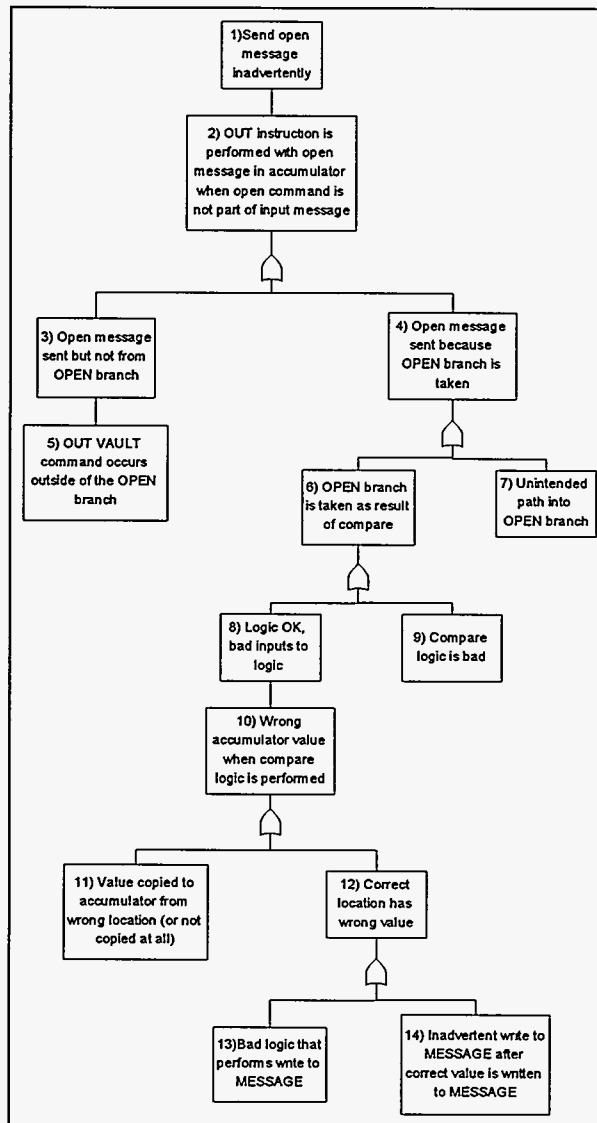 1)Send open
message
inadvertently
2) OUT instruction is
performed with open
message in accumulator
when open command is
not part of input message
3) Open message
sent but not from
OPEN branch
4) Open message
sent because
OPEN branch is
taken
5) OUT VAULT
command occurs
outside of the OPEN
branch
6) OPEN branch
is taken as result
of compare
7) Unintended
path into
OPEN branch
8) Logic OK,
bad inputs to
logic
9) Compare
logic is bad
10) Wrong
accumulator value
when compare
logic is performed
11) Value copied to
accumulator from
wrong location (or not
copied at all)
12) Correct
location has
wrong value
13)Bad logic that
performs write to
MESSAGE
14) Inadvertent write to
MESSAGE after
correct value is written
to MESSAGE